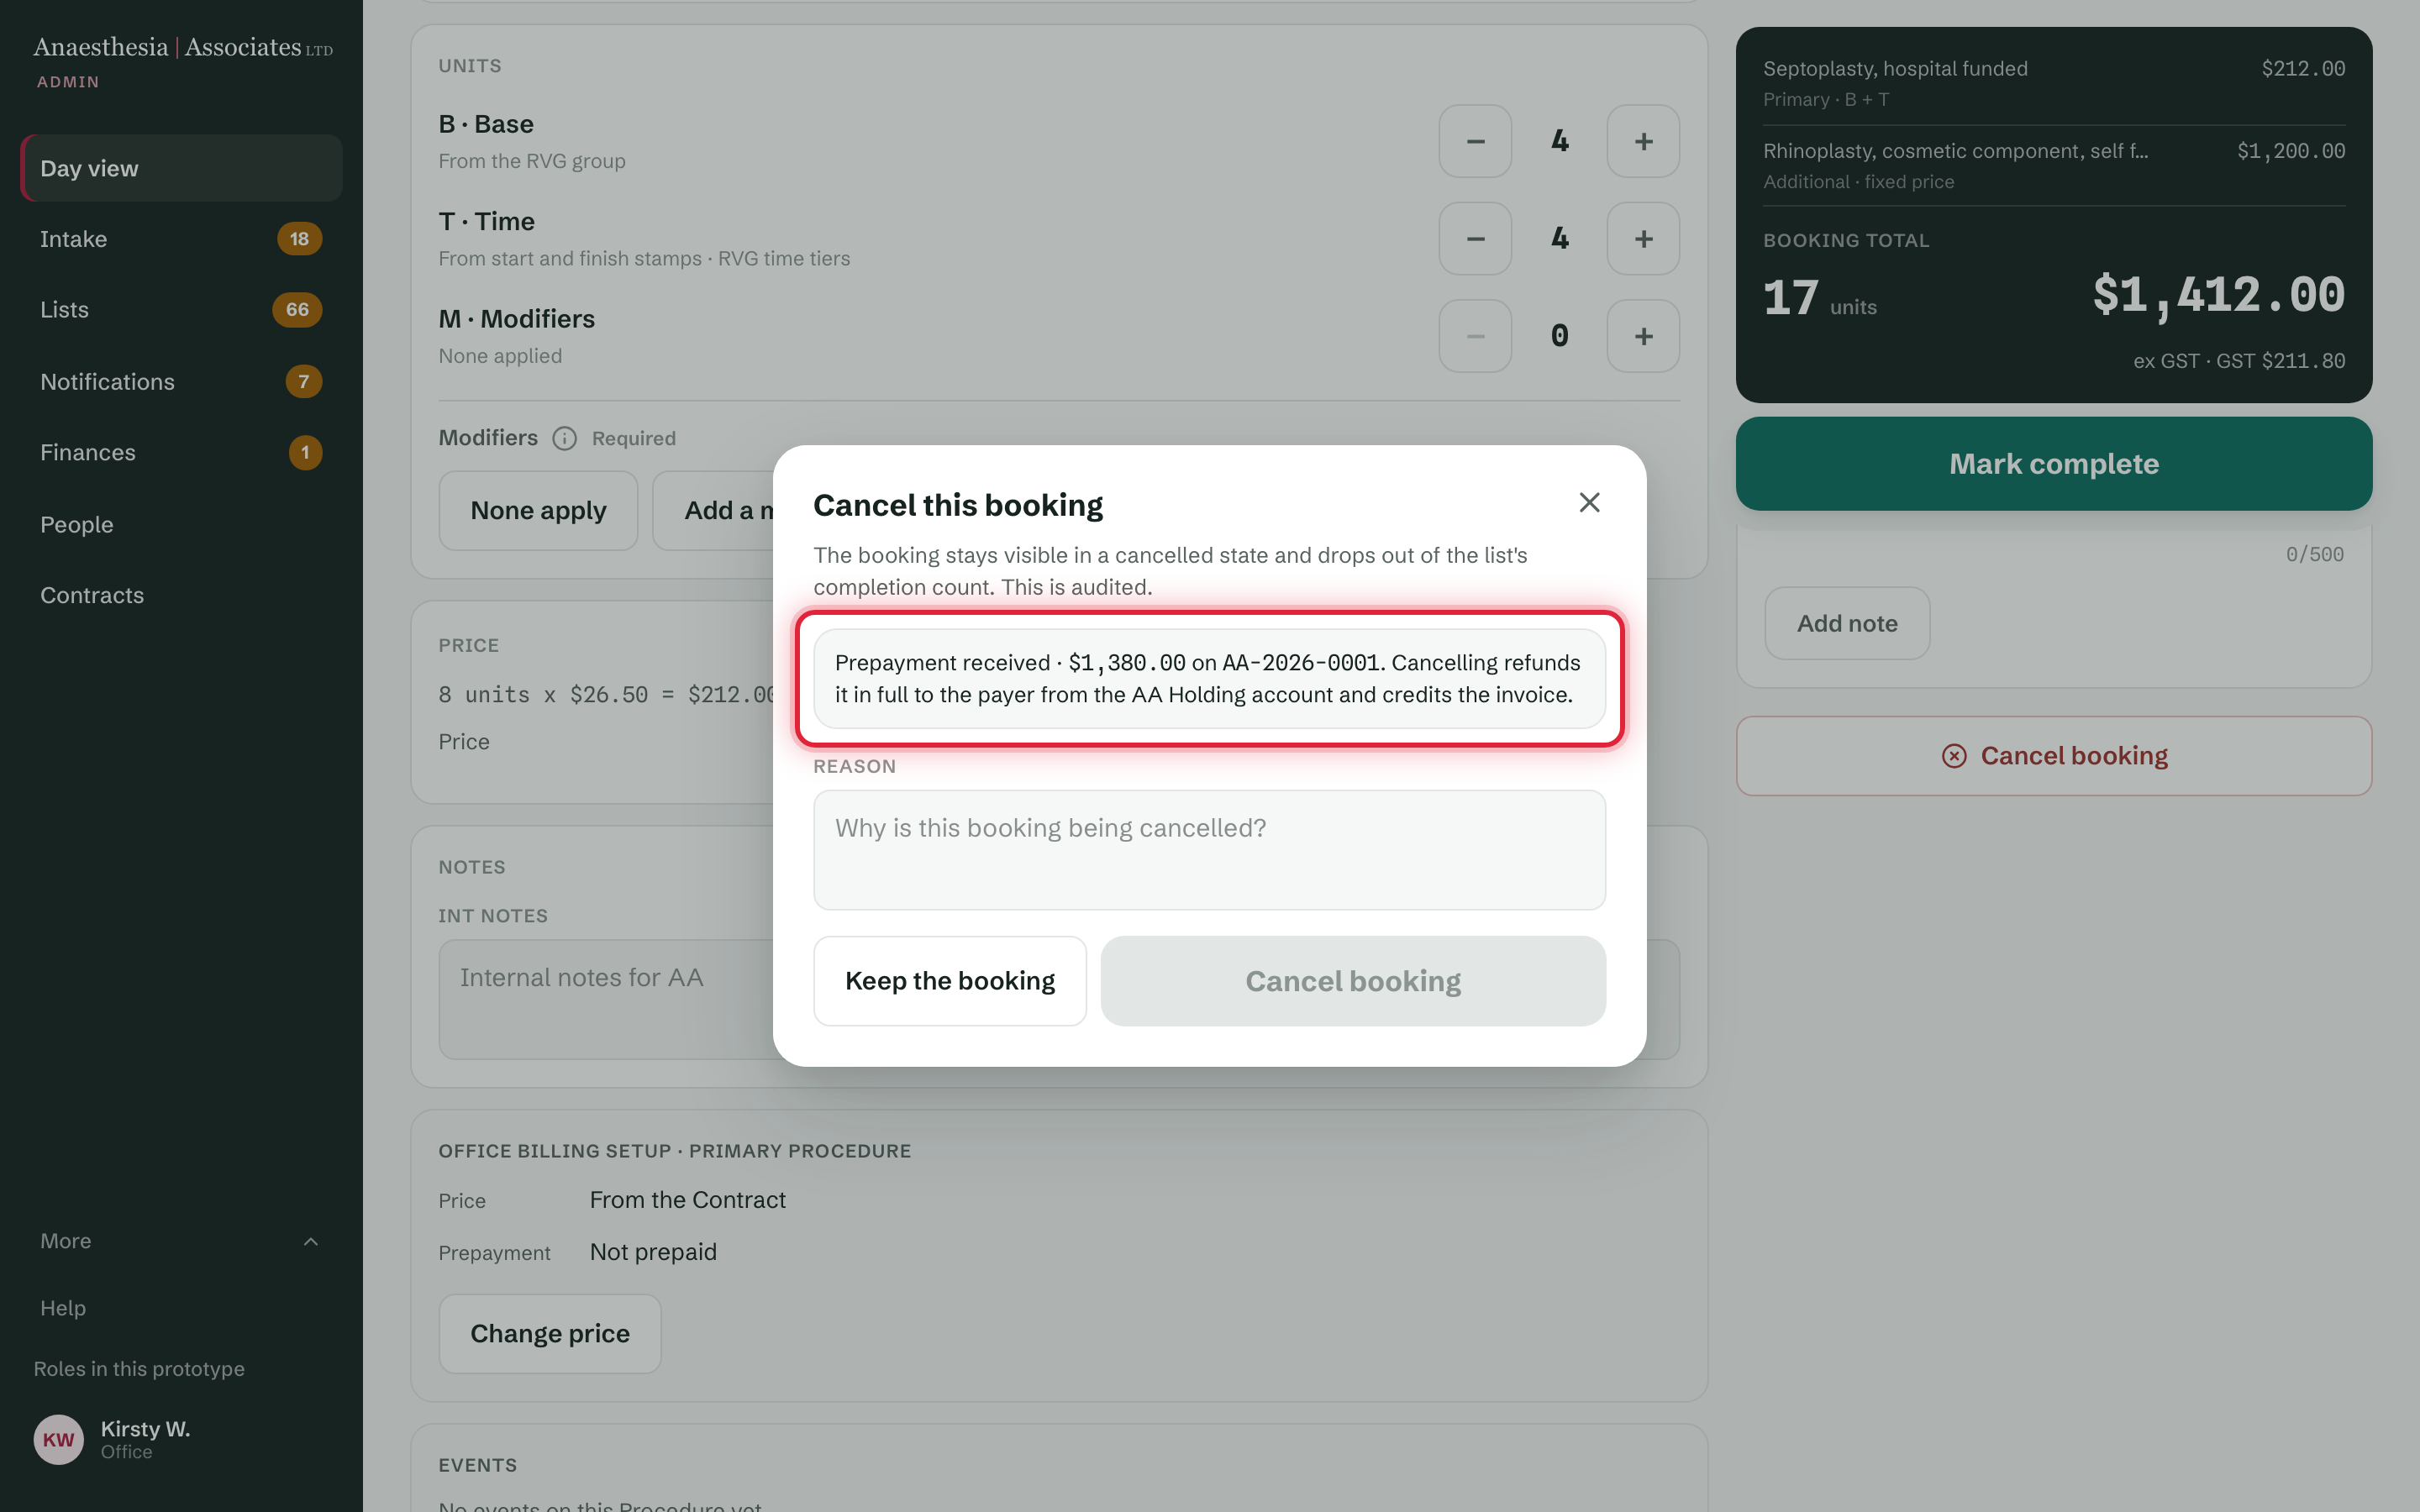 Anaesthesia | Associates LTD
ADMIN
Day view
Intake 18
Lists 66
Notifications 7
Finances 1
People
Contracts
More
Help
Roles in this prototype
KW
Kirsty W.
Office
UNITS
B · Base
From the RVG group
− 4 +
T · Time
From start and finish stamps · RVG time tiers
− 4 +
M · Modifiers
None applied
− 0 +
Modifiers Required
None apply
Add a m
PRICE
8 units x $26.50 = $212.00
Price
NOTES
INT NOTES
Internal notes for AA
OFFICE BILLING SETUP · PRIMARY PROCEDURE
Price From the Contract
Prepayment Not prepaid
Change price
EVENTS
No events on this Procedure yet
Cancel this booking
The booking stays visible in a cancelled state and drops out of the list's
completion count. This is audited.
Prepayment received · $1,380.00 on AA-2026-0001. Cancelling refunds
it in full to the payer from the AA Holding account and credits the invoice.
REASON
Why is this booking being cancelled?
Keep the booking
Cancel booking
Septoplasty, hospital funded $212.00
Primary · B + T
Rhinoplasty, cosmetic component, self f… $1,200.00
Additional · fixed price
BOOKING TOTAL
17 units $1,412.00
ex GST · GST $211.80
Mark complete
0/500
Add note
Cancel booking